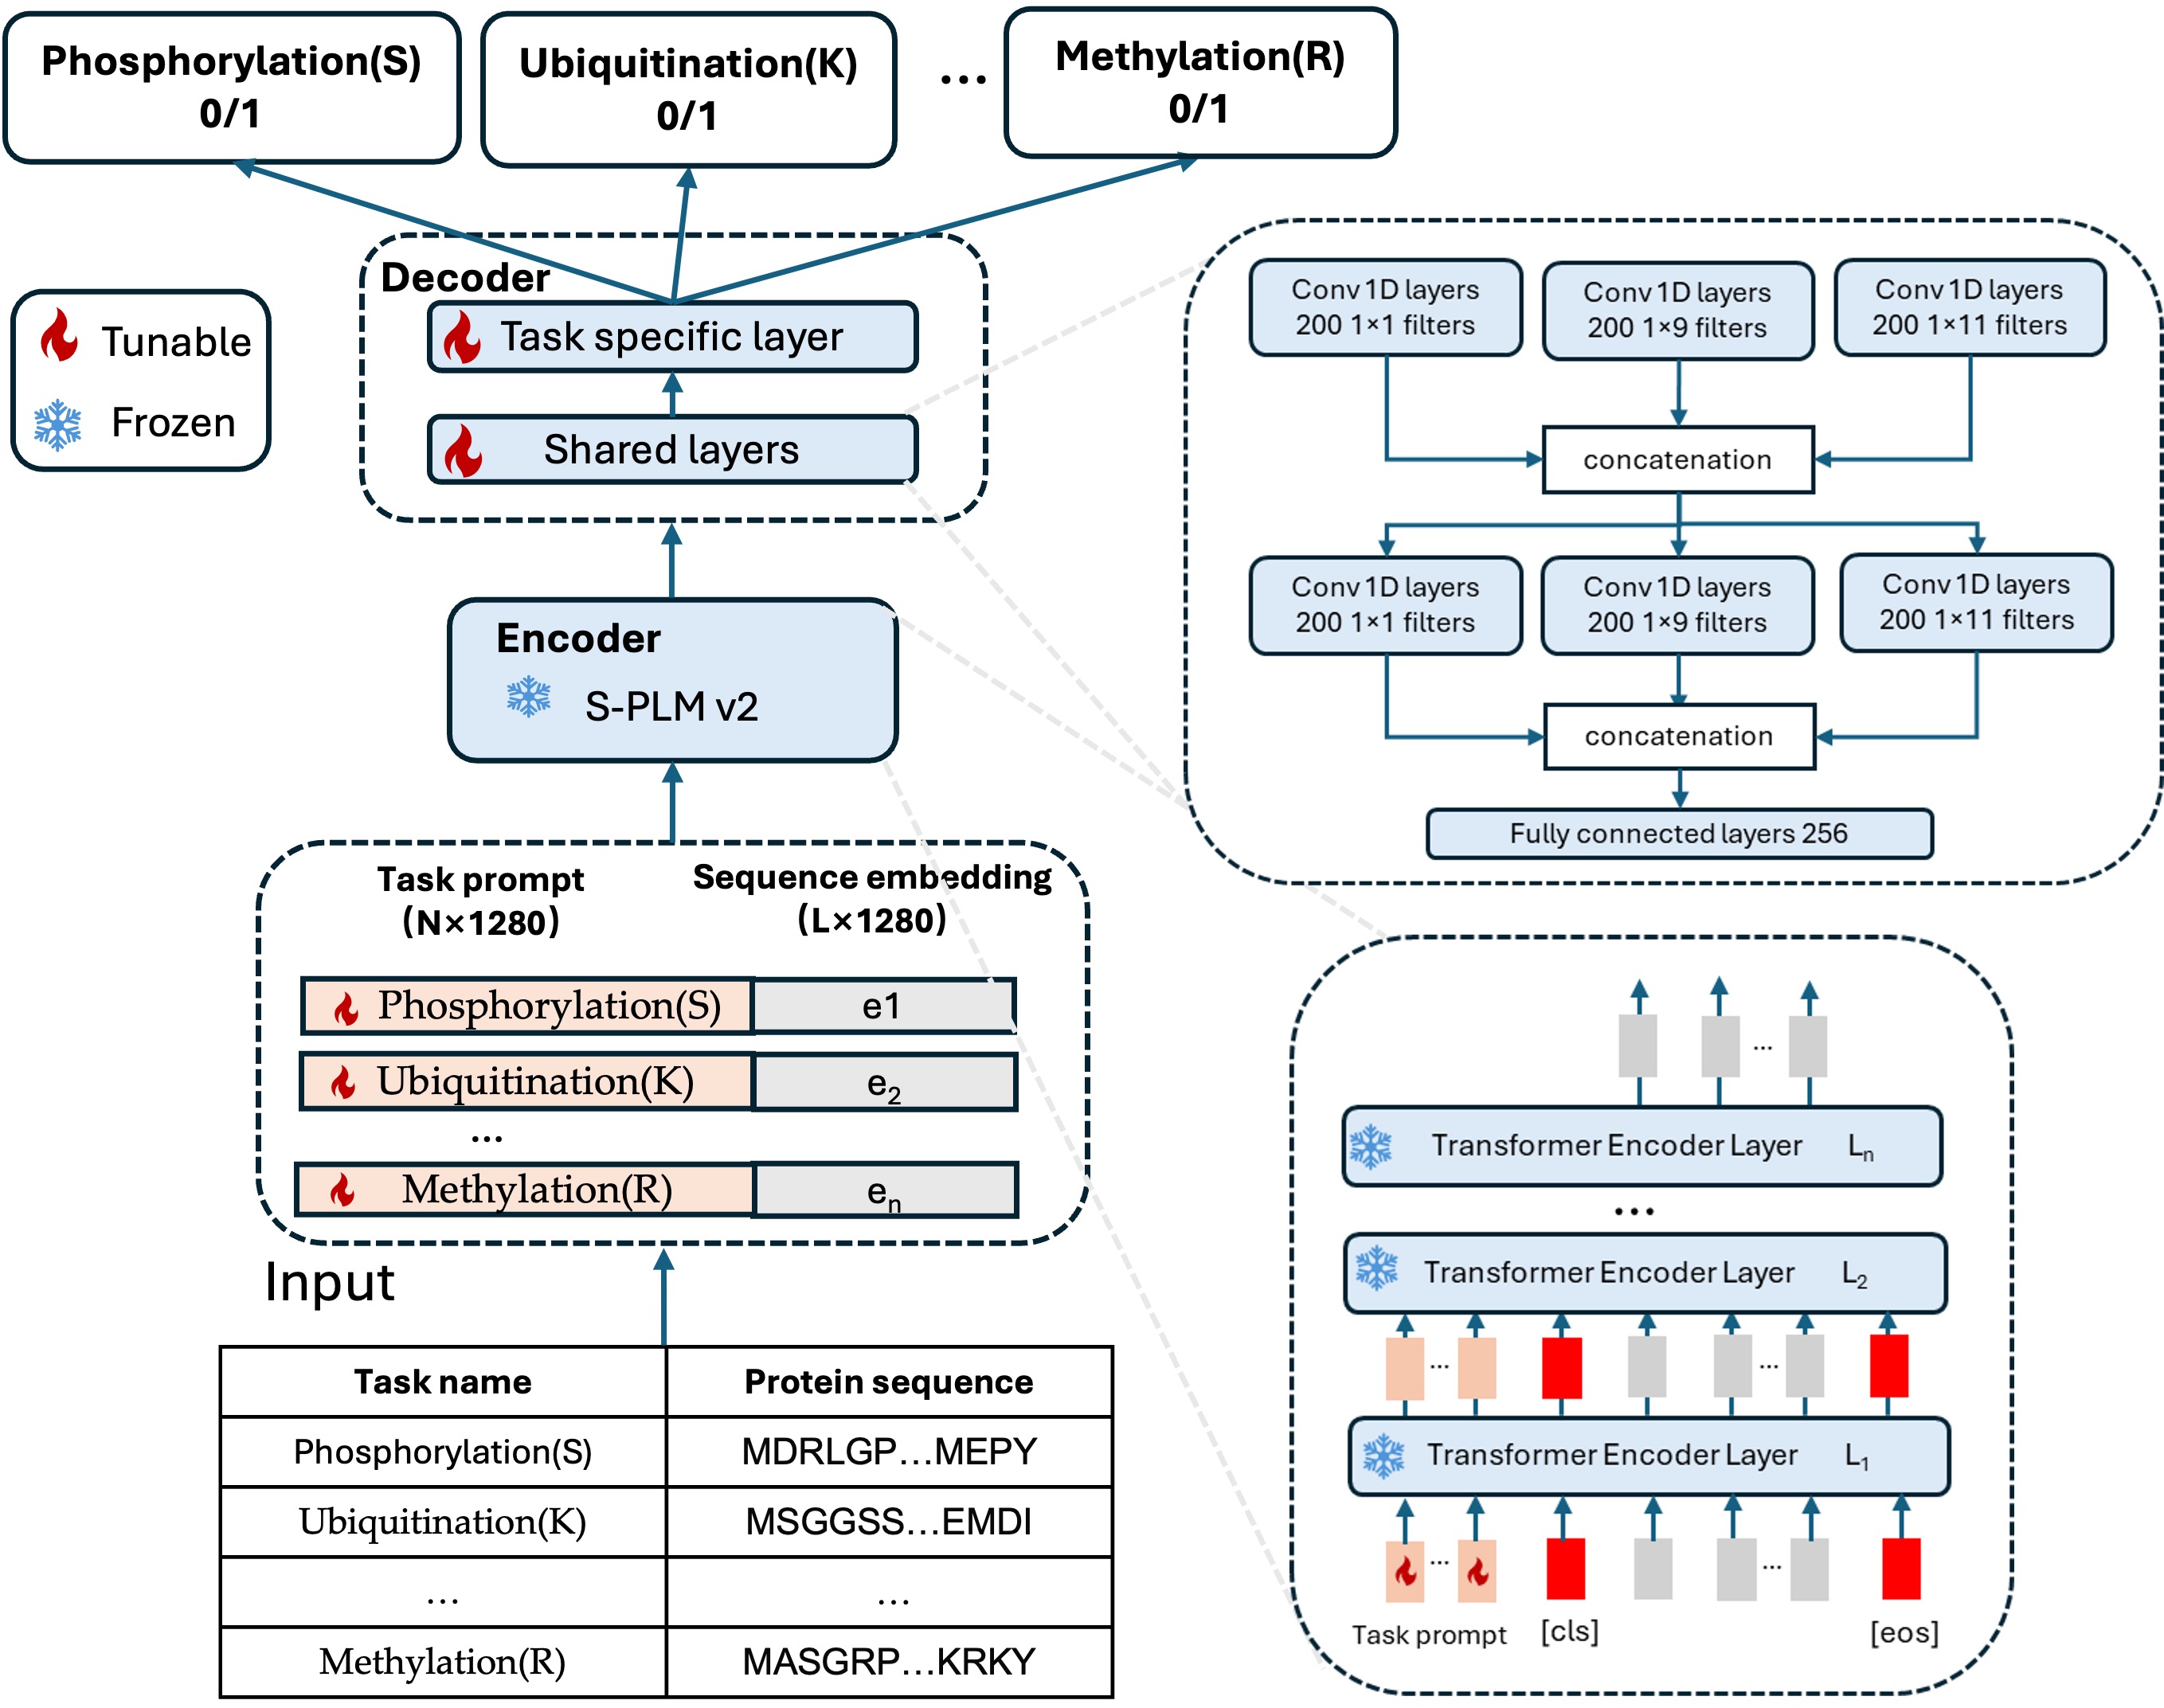 Phosphorylation(S)
0/1
Ubiquitination(K)
0/1
...
Methylation(R)
0/1
Tunable
Frozen
Decoder
Task specific layer
Shared layers
Encoder
S-PLM v2
Task prompt
(N×1280)
Sequence embedding
(L×1280)
Phosphorylation(S) e1
Ubiquitination(K) e2
...
Methylation(R) en
Input
Task name Protein sequence
Phosphorylation(S) MDRLGP...MEPY
Ubiquitination(K) MSGGSS...EMDI
... ...
Methylation(R) MASGRP...KRKY
Conv 1D layers
200 1×1 filters
Conv 1D layers
200 1×9 filters
Conv 1D layers
200 1×11 filters
concatenation
Conv 1D layers
200 1×1 filters
Conv 1D layers
200 1×9 filters
Conv 1D layers
200 1×11 filters
concatenation
Fully connected layers 256
...
Transformer Encoder Layer Ln
...
Transformer Encoder Layer L2
... ...
Transformer Encoder Layer L1
... ...
Task prompt [cls] [eos]